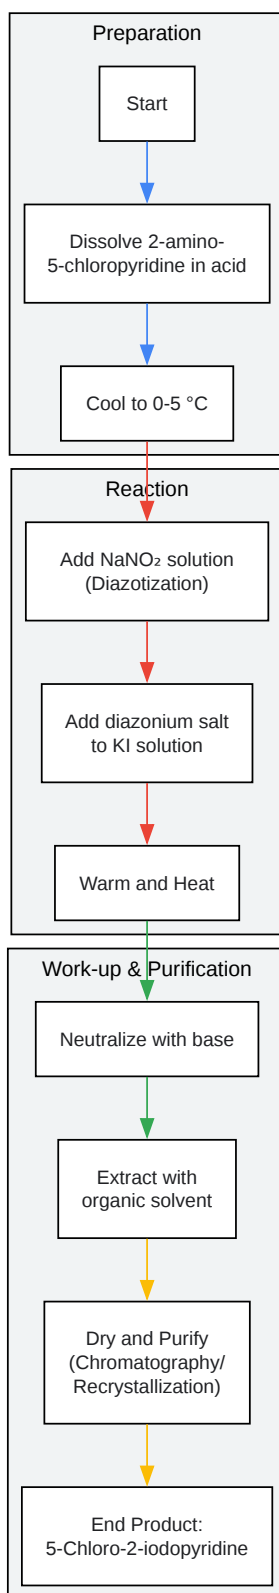 Preparation
Start
Dissolve 2-amino-
5-chloropyridine in acid
Cool to 0-5 °C
Reaction
Add NaNO₂ solution
(Diazotization)
Add diazonium salt
to KI solution
Warm and Heat
Work-up & Purification
Neutralize with base
Extract with
organic solvent
Dry and Purify
(Chromatography/
Recrystallization)
End Product:
5-Chloro-2-iodopyridine